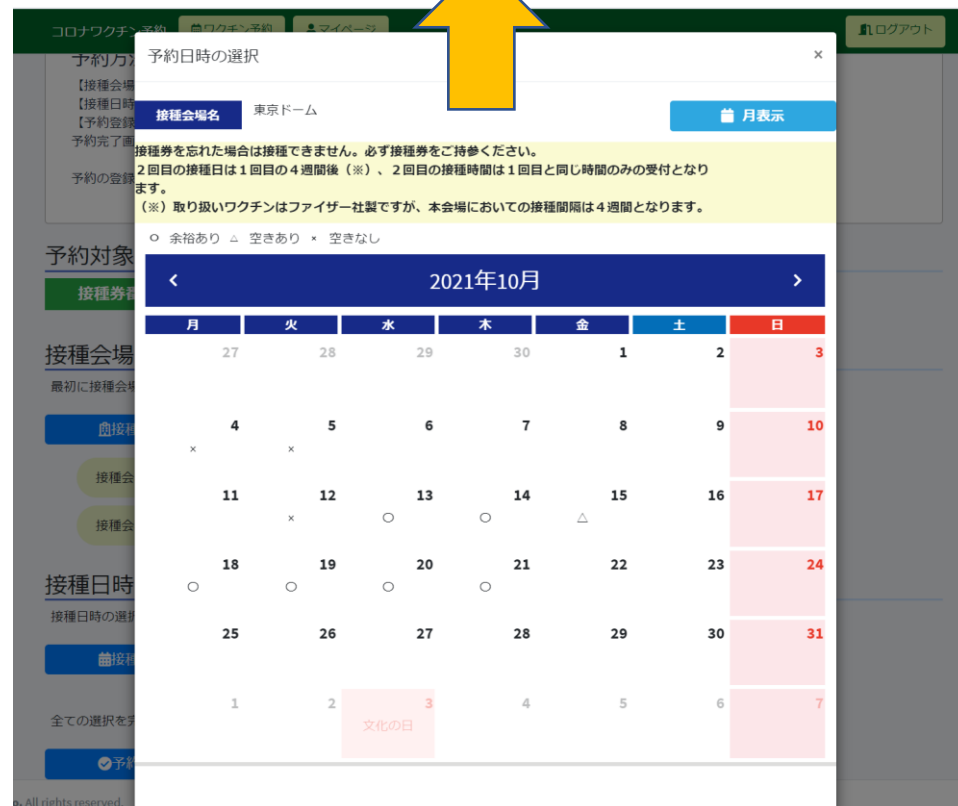 コロナワクチン予約 ワクチン予約 マイページ ログアウト
予約日時の選択 ×
【接種会場
【接種日時
【予約登録
予約完了画
予約の登録
接種会場名 東京ドーム 月表示
接種券を忘れた場合は接種できません。必ず接種券をご持参ください。
2回目の接種日は1回目の4週間後（※）、2回目の接種時間は1回目と同じ時間のみの受付となり
ます。
（※）取り扱いワクチンはファイザー社製ですが、本会場においての接種間隔は4週間となります。
○ 余裕あり △ 空きあり × 空きなし
予約対象
接種券番
接種会場
最初に接種会場
接種
接種会
接種会
接種日時
接種日時の選択
接種
全ての選択を完
予約
‹ 2021年10月 ›
月 火 水 木 金 土 日
27 28 29 30 1 2 3
4 5 6 7 8 9 10
× ×
11 12 13 14 15 16 17
× ○ ○ △
18 19 20 21 22 23 24
○ ○ ○ ○
25 26 27 28 29 30 31
1 2 3 4 5 6 7
文化の日
All rights reserved.